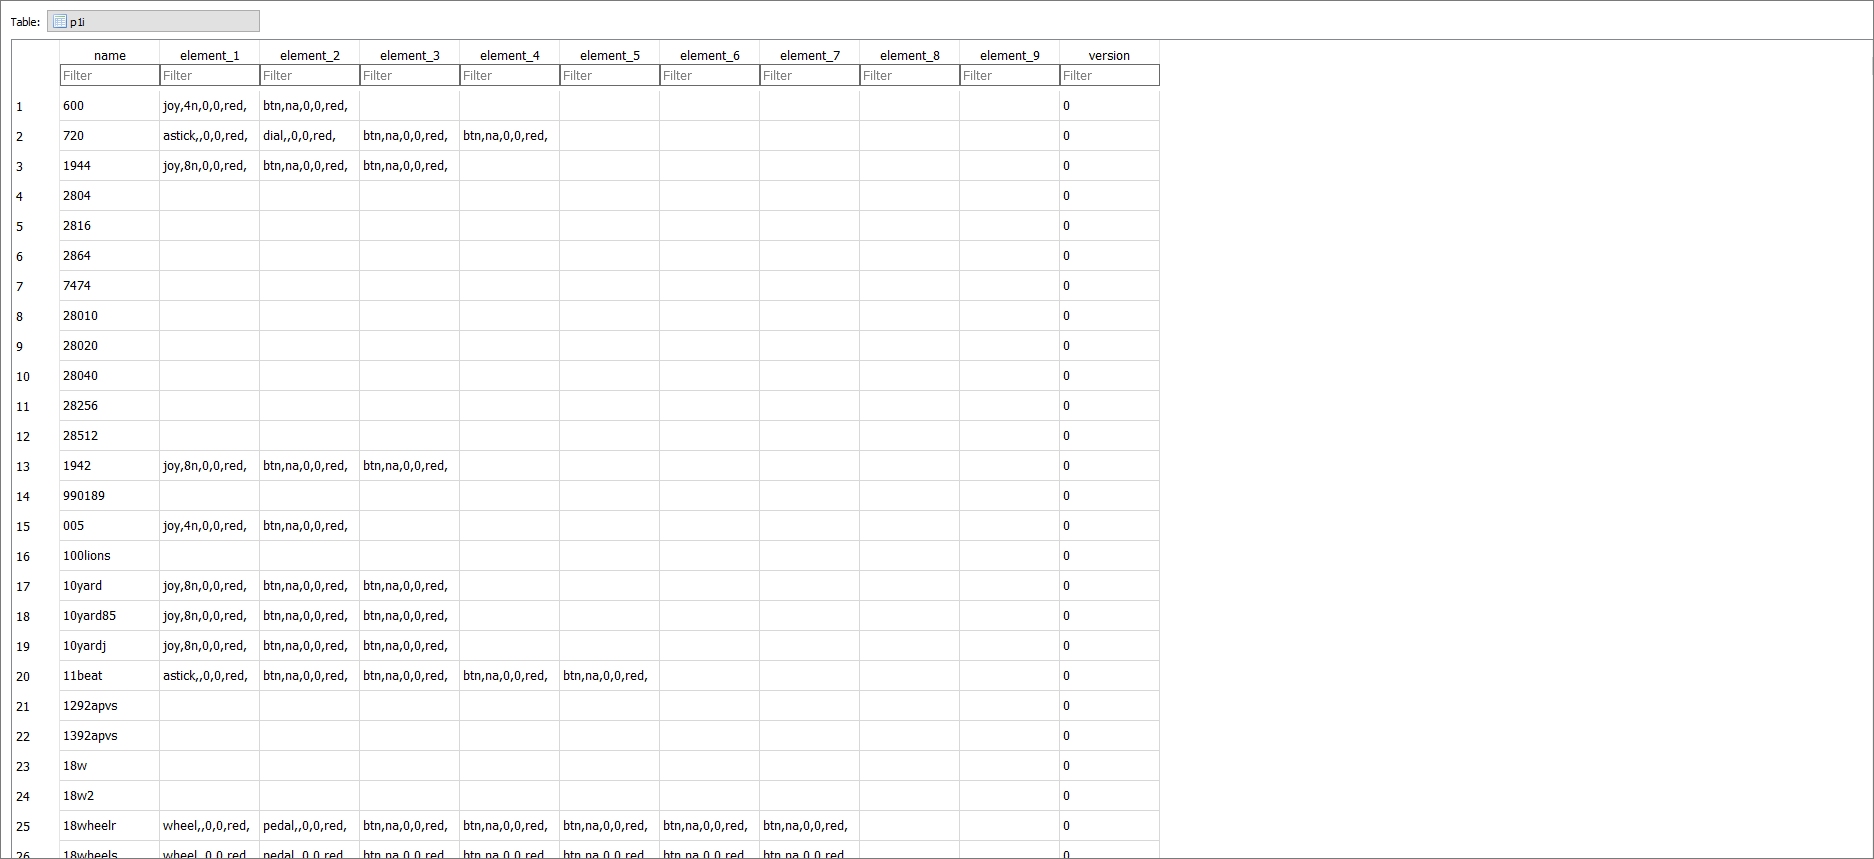 Table: p1i
name element_1 element_2 element_3 element_4 element_5 element_6 element_7 element_8 element_9 version
Filter Filter Filter Filter Filter Filter Filter Filter Filter Filter Filter
1 600 joy,4n,0,0,red, btn,na,0,0,red, 0
2 720 astick,,0,0,red, dial,,0,0,red, btn,na,0,0,red, btn,na,0,0,red, 0
3 1944 joy,8n,0,0,red, btn,na,0,0,red, btn,na,0,0,red, 0
4 2804 0
5 2816 0
6 2864 0
7 7474 0
8 28010 0
9 28020 0
10 28040 0
11 28256 0
12 28512 0
13 1942 joy,8n,0,0,red, btn,na,0,0,red, btn,na,0,0,red, 0
14 990189 0
15 005 joy,4n,0,0,red, btn,na,0,0,red, 0
16 100lions 0
17 10yard joy,8n,0,0,red, btn,na,0,0,red, btn,na,0,0,red, 0
18 10yard85 joy,8n,0,0,red, btn,na,0,0,red, btn,na,0,0,red, 0
19 10yardj joy,8n,0,0,red, btn,na,0,0,red, btn,na,0,0,red, 0
20 11beat astick,,0,0,red, btn,na,0,0,red, btn,na,0,0,red, btn,na,0,0,red, btn,na,0,0,red, 0
21 1292apvs 0
22 1392apvs 0
23 18w 0
24 18w2 0
25 18wheelr wheel,,0,0,red, pedal,,0,0,red, btn,na,0,0,red, btn,na,0,0,red, btn,na,0,0,red, btn,na,0,0,red, btn,na,0,0,red, 0
26 18wheels wheel,,0,0,red, pedal,,0,0,red, btn,na,0,0,red, btn,na,0,0,red, btn,na,0,0,red, btn,na,0,0,red, btn,na,0,0,red, 0